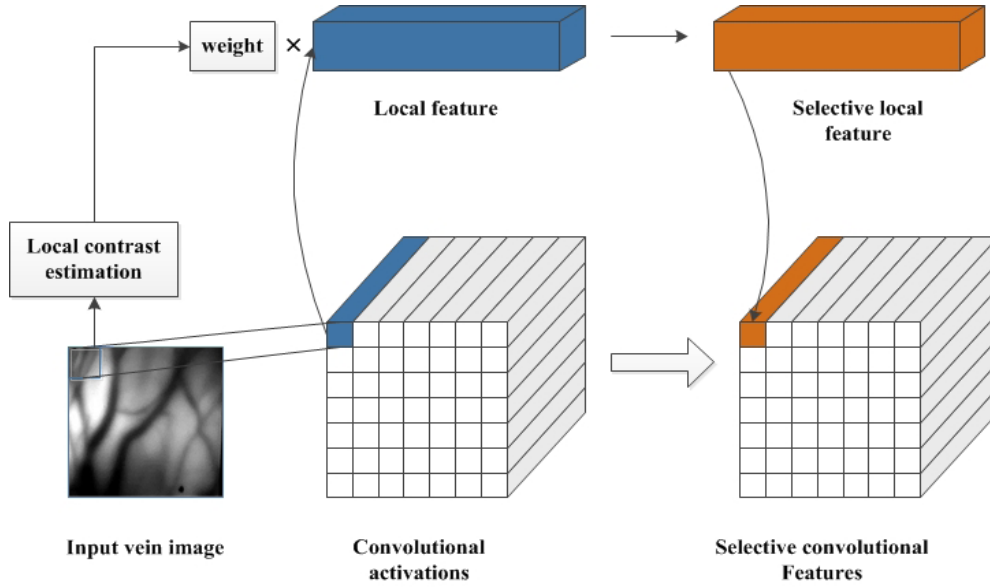 weight
×
Local feature
Selective local
feature
Local contrast
estimation
Input vein image
Convolutional
activations
Selective convolutional
Features